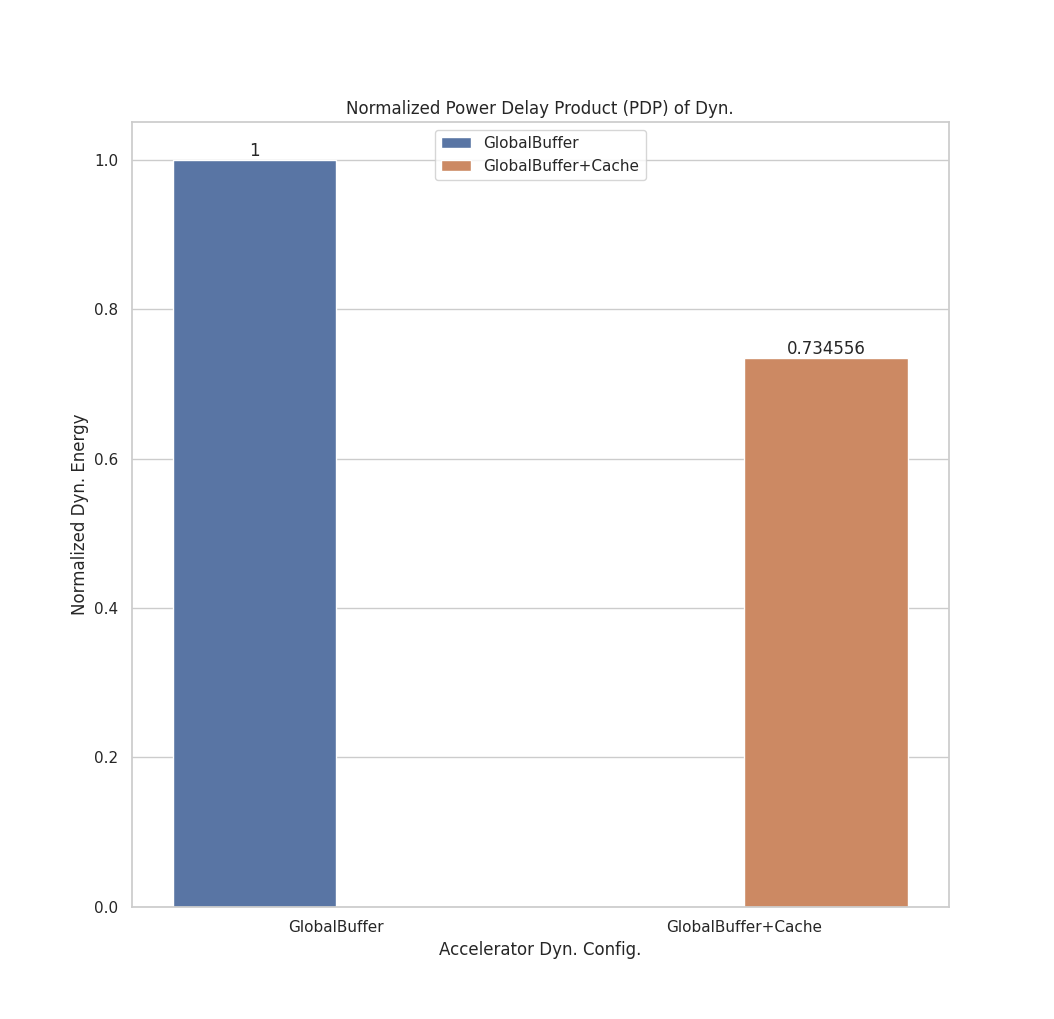 Normalized Power Delay Product (PDP) of Dyn.
GlobalBuffer
GlobalBuffer+Cache
1
0.734556
1.0
0.8
0.6
0.4
0.2
0.0
Normalized Dyn. Energy
GlobalBuffer
GlobalBuffer+Cache
Accelerator Dyn. Config.